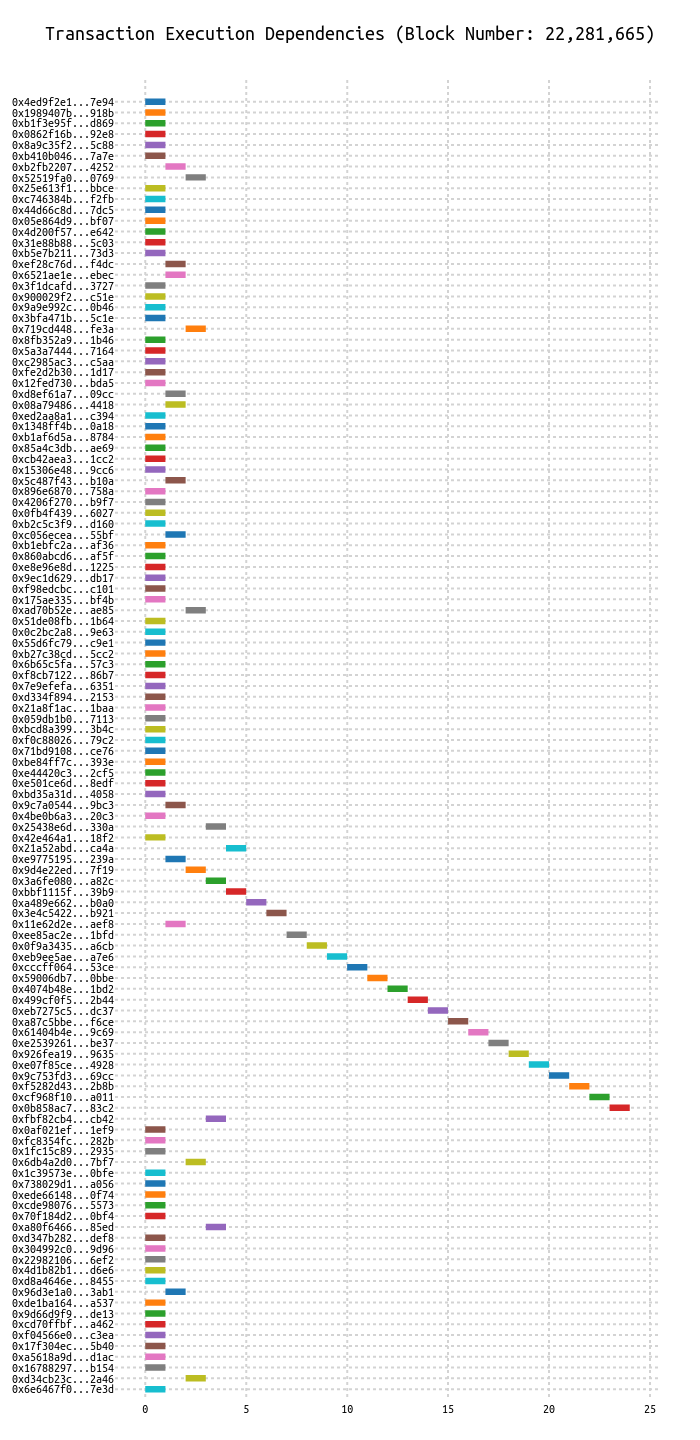 Transaction Execution Dependencies (Block Number: 22,281,665)
0x4ed9f2e1...7e94
0x1989407b...918b
0xb1f3e95f...d869
0x0862f16b...92e8
0x8a9c35f2...5c88
0xb410b046...7a7e
0xb2fb2207...4252
0x52519fa0...0769
0x25e613f1...bbce
0xc746384b...f2fb
0x44d66c8d...7dc5
0x05e864d9...bf07
0x4d200f57...e642
0x31e88b88...5c03
0xb5e7b211...73d3
0xef28c76d...f4dc
0x6521ae1e...ebec
0x3f1dcafd...3727
0x900029f2...c51e
0x9a9e992c...0b46
0x3bfa471b...5c1e
0x719cd448...fe3a
0x8fb352a9...1b46
0x5a3a7444...7164
0xc2985ac3...c5aa
0xfe2d2b30...1d17
0x12fed730...bda5
0xd8ef61a7...09cc
0x08a79486...4418
0xed2aa8a1...c394
0x1348ff4b...0a18
0xb1af6d5a...8784
0x85a4c3db...ae69
0xcb42aea3...1cc2
0x15306e48...9cc6
0x5c487f43...b10a
0x896e6870...758a
0x4206f270...b9f7
0x0fb4f439...6027
0xb2c5c3f9...d160
0xc056ecea...55bf
0xb1ebfc2a...af36
0x860abcd6...af5f
0xe8e96e8d...1225
0x9ec1d629...db17
0xf98edcbc...c101
0x175ae335...bf4b
0xad70b52e...ae85
0x51de08fb...1b64
0x0c2bc2a8...9e63
0x55d6fc79...c9e1
0xb27c38cd...5cc2
0x6b65c5fa...57c3
0xf8cb7122...86b7
0x7e9efefa...6351
0xd334f894...2153
0x21a8f1ac...1baa
0x059db1b0...7113
0xbcd8a399...3b4c
0xf0c88026...79c2
0x71bd9108...ce76
0xbe84ff7c...393e
0xe44420c3...2cf5
0xe501ce6d...8edf
0xbd35a31d...4058
0x9c7a0544...9bc3
0x4be0b6a3...20c3
0x25438e6d...330a
0x42e464a1...18f2
0x21a52abd...ca4a
0xe9775195...239a
0x9d4e22ed...7f19
0x3a6fe080...a82c
0xbbf1115f...39b9
0xa489e662...b0a0
0x3e4c5422...b921
0x11e62d2e...aef8
0xee85ac2e...1bfd
0x0f9a3435...a6cb
0xeb9ee5ae...a7e6
0xcccff064...53ce
0x59006db7...0bbe
0x4074b48e...1bd2
0x499cf0f5...2b44
0xeb7275c5...dc37
0xa87c5bbe...f6ce
0x61404b4e...9c69
0xe2539261...be37
0x926fea19...9635
0xe07f85ce...4928
0x9c753fd3...69cc
0xf5282d43...2b8b
0xcf968f10...a011
0x0b858ac7...83c2
0xfbf82cb4...cb42
0x0af021ef...1ef9
0xfc8354fc...282b
0x1fc15c89...2935
0x6db4a2d0...7bf7
0x1c39573e...0bfe
0x738029d1...a056
0xede66148...0f74
0xcde98076...5573
0x70f184d2...0bf4
0xa80f6466...85ed
0xd347b282...def8
0x304992c0...9d96
0x22982106...6ef2
0x4d1b82b1...d6e6
0xd8a4646e...8455
0x96d3e1a0...3ab1
0xde1ba164...a537
0x9d66d9f9...de13
0xcd70ffbf...a462
0xf04566e0...c3ea
0x17f304ec...5b40
0xa5618a9d...d1ac
0x16788297...b154
0xd34cb23c...2a46
0x6e6467f0...7e3d
0 5 10 15 20 25